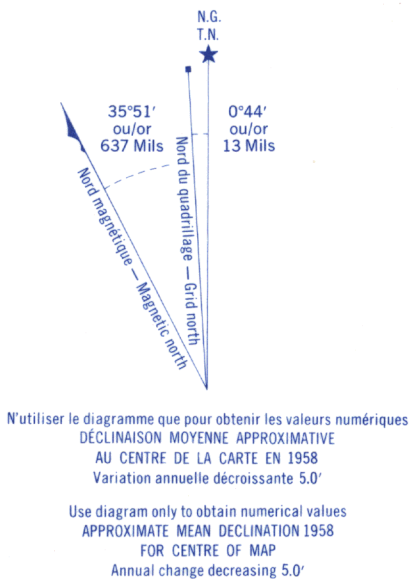 N.G.
T.N.
35°51′
ou/or
637 Mils
0°44′
ou/or
13 Mils
Nord magnétique — Magnetic north
Nord du quadrillage — Grid north
N'utiliser le diagramme que pour obtenir les valeurs numériques
DÉCLINAISON MOYENNE APPROXIMATIVE
AU CENTRE DE LA CARTE EN 1958
Variation annuelle décroissante 5.0′
Use diagram only to obtain numerical values
APPROXIMATE MEAN DECLINATION 1958
FOR CENTRE OF MAP
Annual change decreasing 5.0′